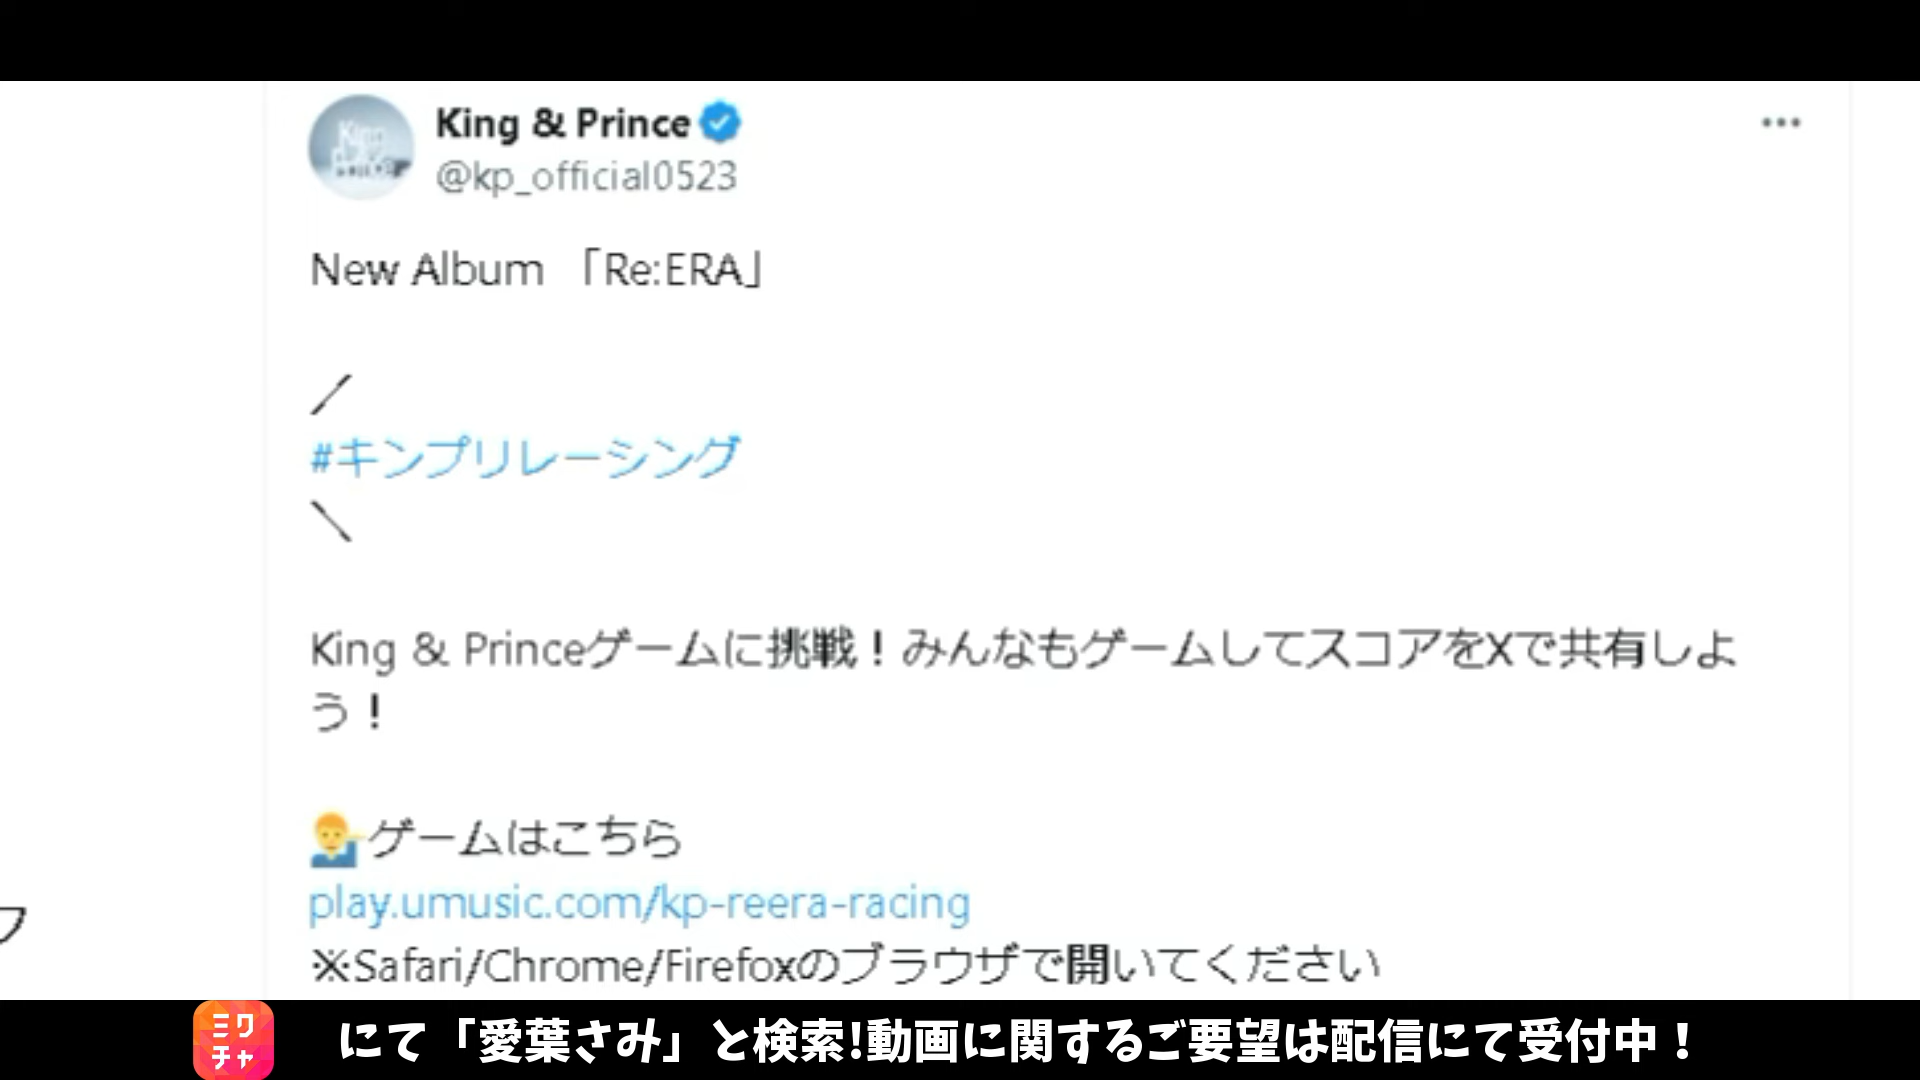 King & Prince
@kp_official0523
New Album 「Re:ERA」
／
#キンプリレーシング
＼
King & Princeゲームに挑戦！みんなもゲームしてスコアをXで共有しよ
う！
💁‍♂️ゲームはこちら
play.umusic.com/kp-reera-racing
※Safari/Chrome/Firefoxのブラウザで開いてください
ミクチャ
にて「愛葉さみ」と検索!動画に関するご要望は配信にて受付中！